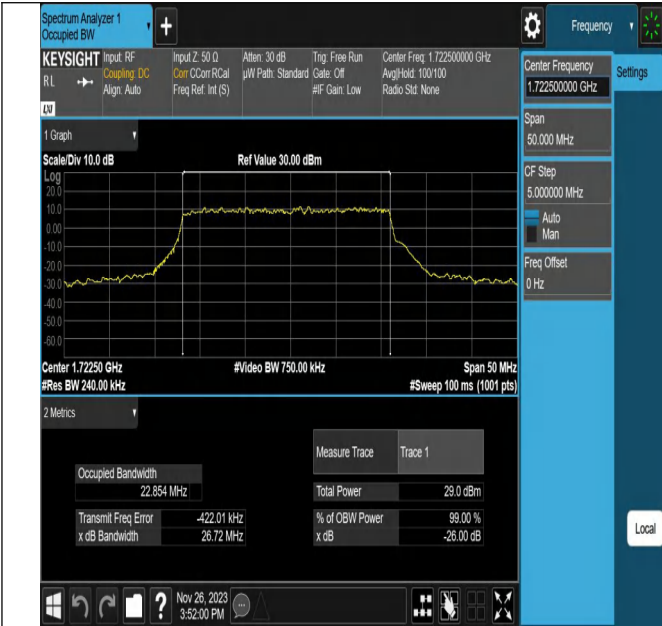 Spectrum Analyzer 1
Occupied BW
Frequency
KEYSIGHT
RL
LXI
Input: RF
Coupling: DC
Align: Auto
Input Z: 50 Ω
Corr CCorr RCal
Freq Ref: Int (S)
Atten: 30 dB
µW Path: Standard
Trig: Free Run
Gate: Off
#IF Gain: Low
Center Freq: 1.722500000 GHz
Avg|Hold: 100/100
Radio Std: None
Center Frequency
1.722500000 GHz
Settings
Span
50.000 MHz
CF Step
5.000000 MHz
Auto
Man
Freq Offset
0 Hz
1 Graph
Scale/Div 10.0 dB
Ref Value 30.00 dBm
Log
20.0
10.0
0.00
-10.0
-20.0
-30.0
-40.0
-50.0
-60.0
Center 1.72250 GHz
#Video BW 750.00 kHz
Span 50 MHz
#Res BW 240.00 kHz
#Sweep 100 ms (1001 pts)
2 Metrics
Measure Trace
Trace 1
Occupied Bandwidth
22.854 MHz
Total Power
29.0 dBm
Transmit Freq Error
-422.01 kHz
% of OBW Power
99.00 %
x dB Bandwidth
26.72 MHz
x dB
-26.00 dB
Local
?
Nov 26, 2023
3:52:00 PM